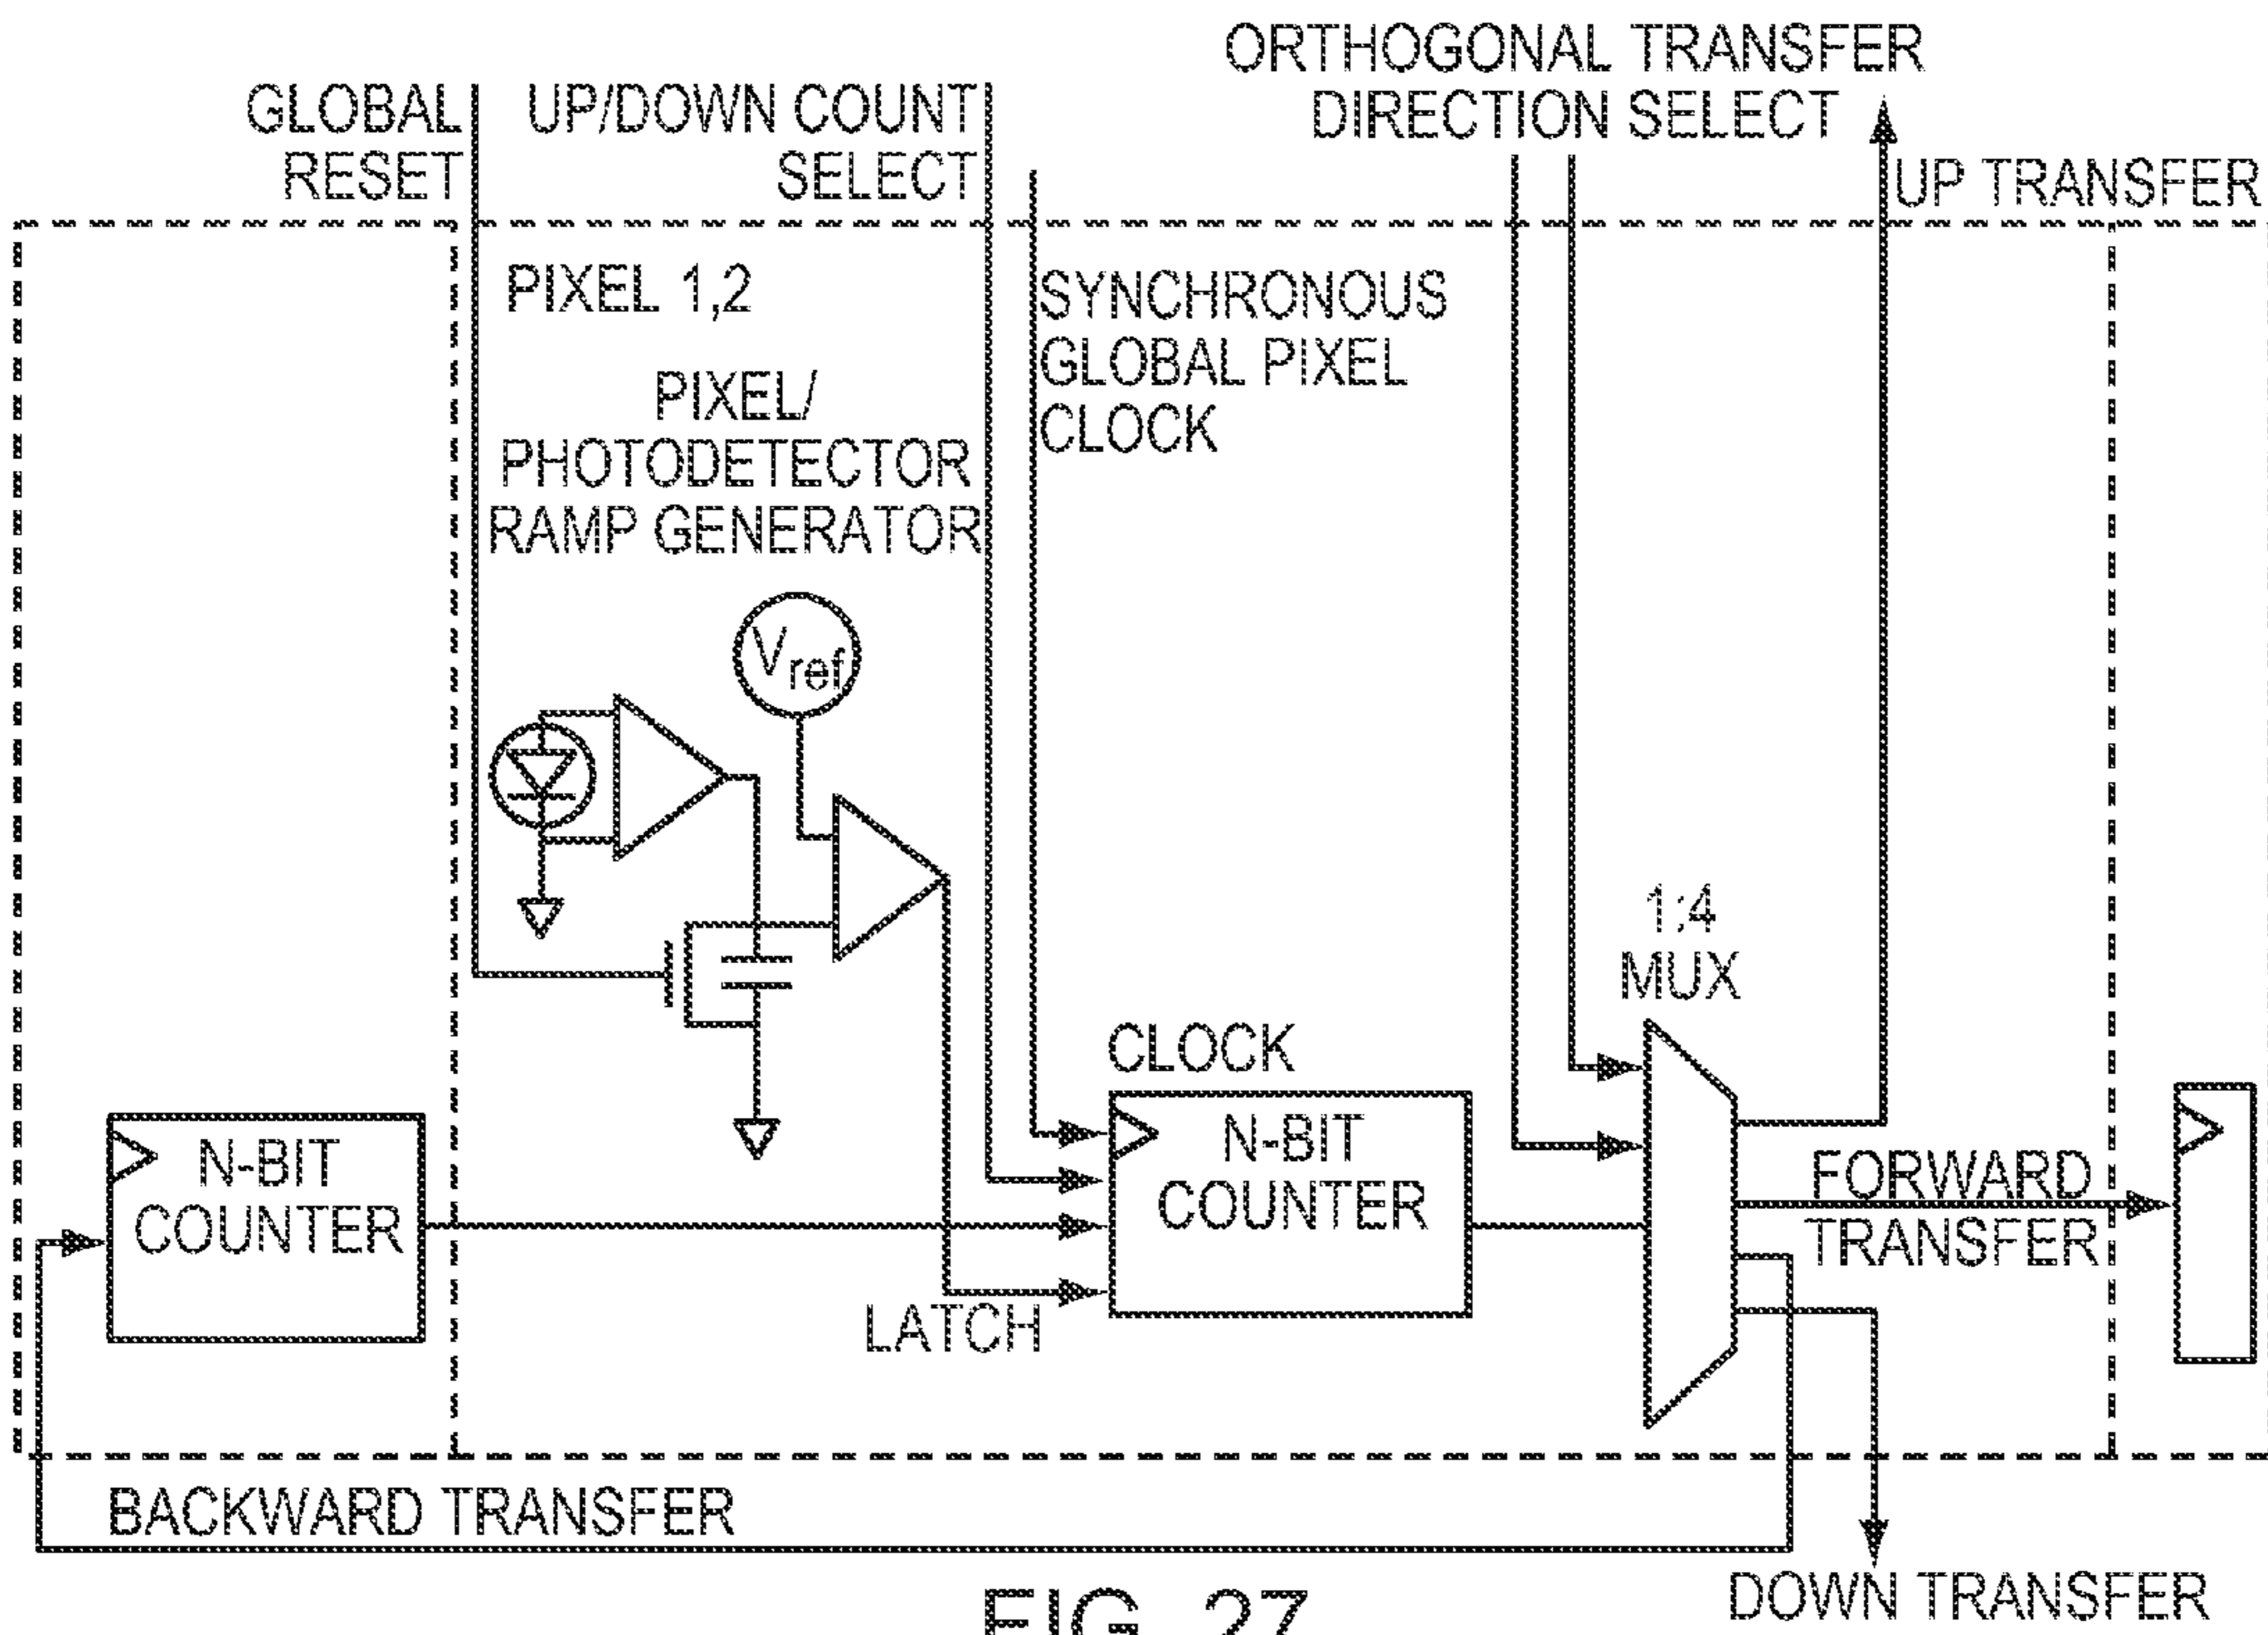 ORTHOGONAL TRANSFER
DIRECTION SELECT
GLOBAL
RESET
UP/DOWN COUNT
SELECT
UP TRANSFER
PIXEL 1,2
SYNCHRONOUS
GLOBAL PIXEL
CLOCK
PIXEL/
PHOTODETECTOR
RAMP GENERATOR
Vref
1:4
MUX
CLOCK
N-BIT
COUNTER
N-BIT
COUNTER
FORWARD
TRANSFER
LATCH
BACKWARD TRANSFER
DOWN TRANSFER
FIG. 27